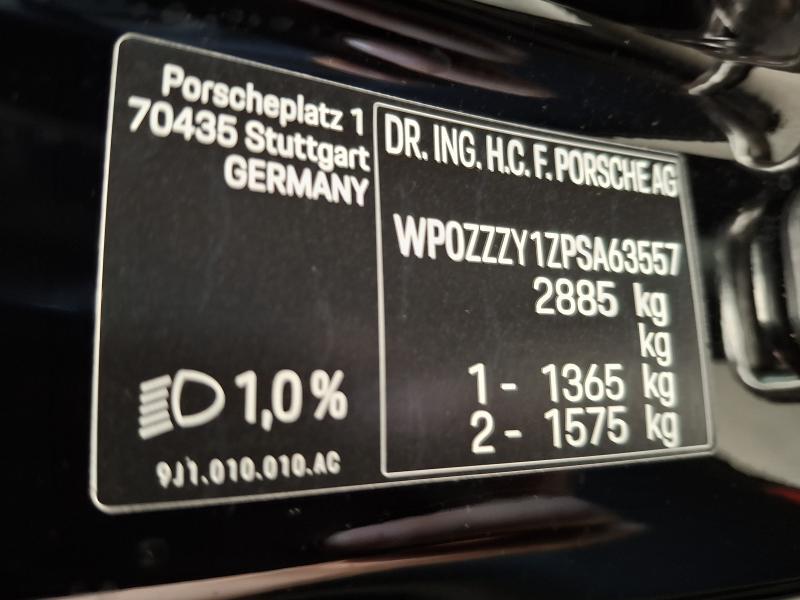 Porscheplatz 1
70435 Stuttgart
GERMANY
1,0 %
9J1.010.010.AG
DR. ING. H.C. F. PORSCHE AG
WP0ZZZY1ZPSA63557
2885 kg
kg
1 - 1365 kg
2 - 1575 kg